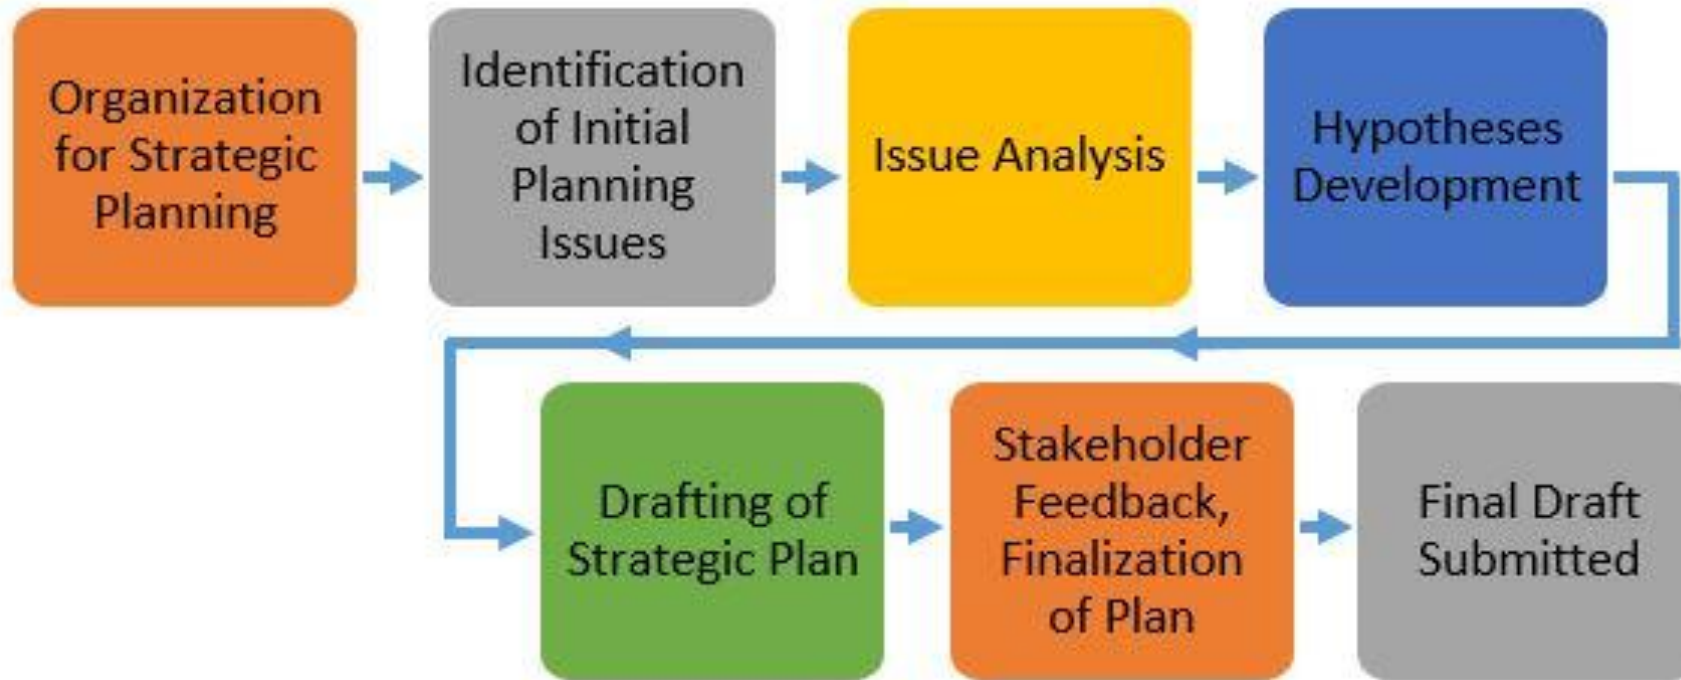 Organization
for Strategic
Planning
Identification
of Initial
Planning
Issues
Issue Analysis
Hypotheses
Development
Drafting of
Strategic Plan
Stakeholder
Feedback,
Finalization
of Plan
Final Draft
Submitted